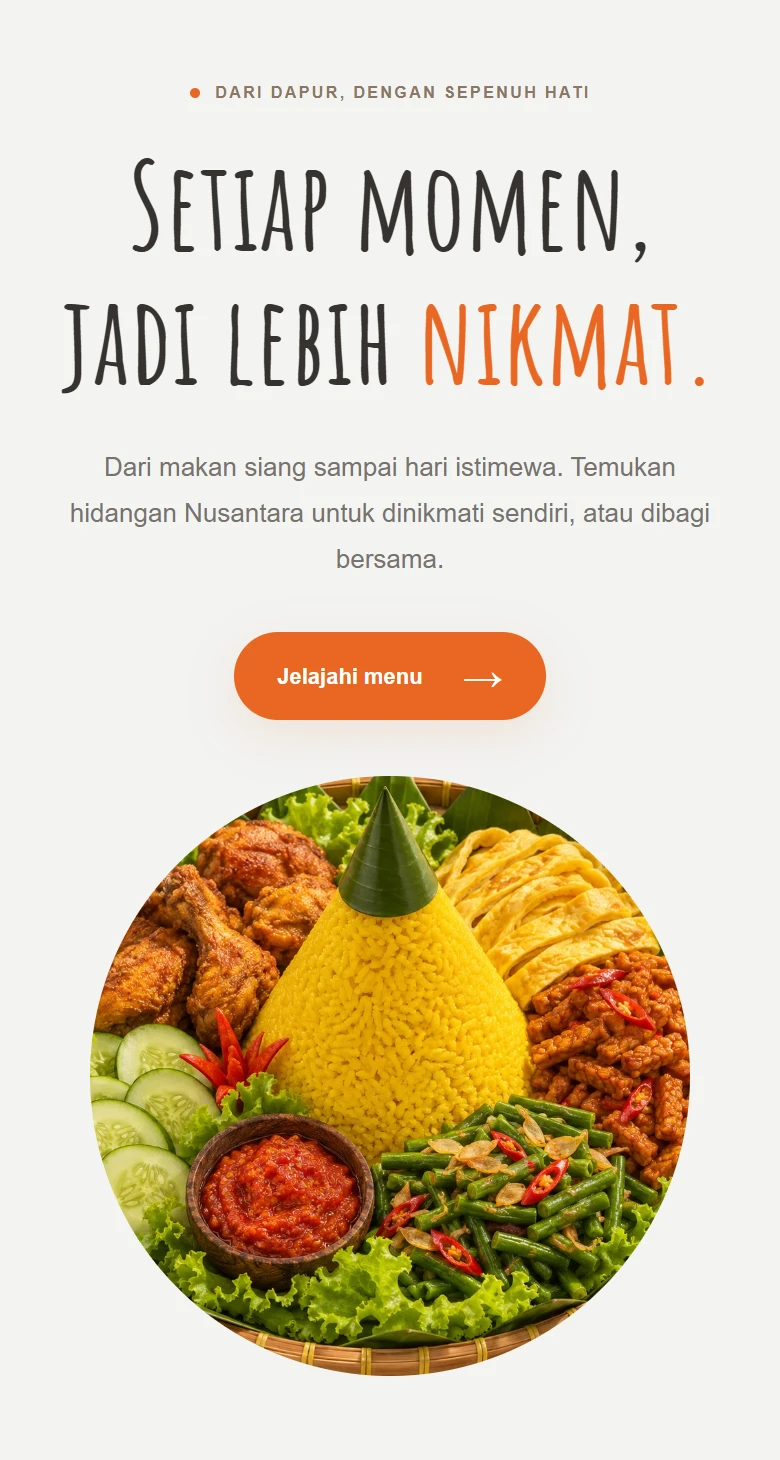 DARI DAPUR, DENGAN SEPENUH HATI
Setiap momen,
jadi lebih nikmat.
Dari makan siang sampai hari istimewa. Temukan
hidangan Nusantara untuk dinikmati sendiri, atau dibagi
bersama.
Jelajahi menu →